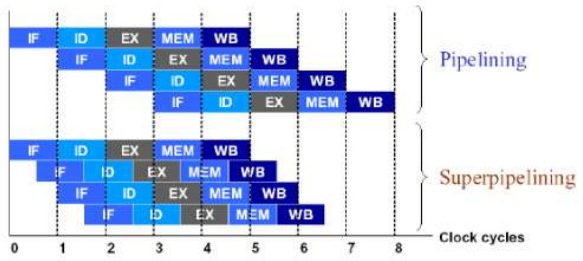 IF ID EX MEM WB
IF ID EX MEM WB
Pipelining
IF ID EX MEM WB
IF ID EX MEM WB
IF ID EX MEM WB
IF ID EX MEM WB
Superpipelining
IF ID EX MEM WB
IF ID EX MEM WB
Clock cycles
0 1 2 3 4 5 6 7 8